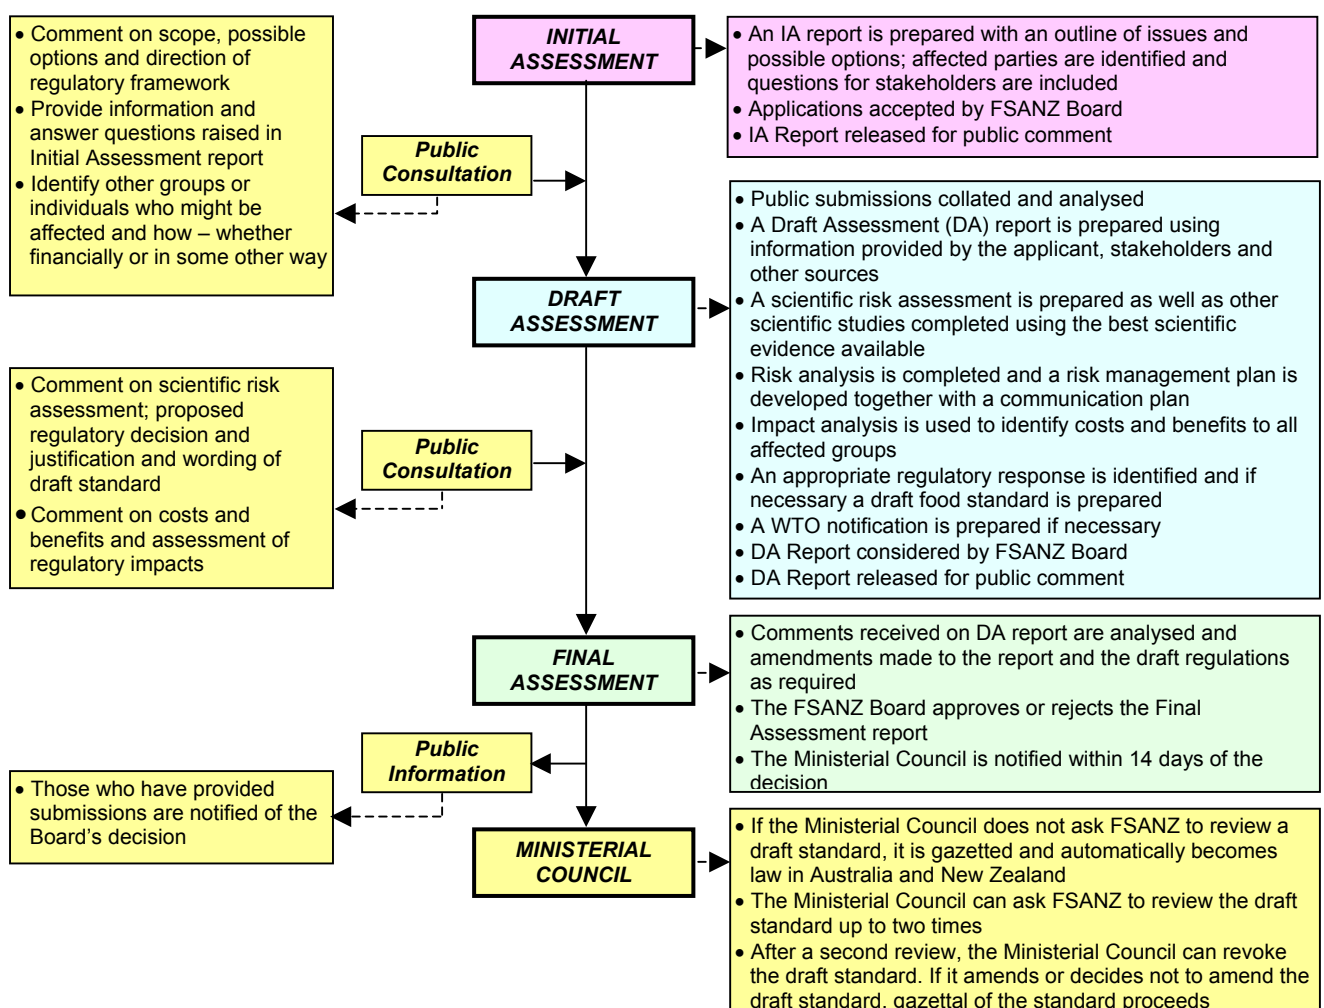 • Comment on scope, possible
options and direction of
regulatory framework
• Provide information and
answer questions raised in
Initial Assessment report
• Identify other groups or
individuals who might be
affected and how – whether
financially or in some other way
INITIAL
ASSESSMENT
• An IA report is prepared with an outline of issues and
possible options; affected parties are identified and
questions for stakeholders are included
• Applications accepted by FSANZ Board
• IA Report released for public comment
Public
Consultation
DRAFT
ASSESSMENT
• Public submissions collated and analysed
• A Draft Assessment (DA) report is prepared using
information provided by the applicant, stakeholders and
other sources
• A scientific risk assessment is prepared as well as other
scientific studies completed using the best scientific
evidence available
• Risk analysis is completed and a risk management plan is
developed together with a communication plan
• Impact analysis is used to identify costs and benefits to all
affected groups
• An appropriate regulatory response is identified and if
necessary a draft food standard is prepared
• A WTO notification is prepared if necessary
• DA Report considered by FSANZ Board
• DA Report released for public comment
• Comment on scientific risk
assessment; proposed
regulatory decision and
justification and wording of
draft standard
• Comment on costs and
benefits and assessment of
regulatory impacts
Public
Consultation
FINAL
ASSESSMENT
• Comments received on DA report are analysed and
amendments made to the report and the draft regulations
as required
• The FSANZ Board approves or rejects the Final
Assessment report
• The Ministerial Council is notified within 14 days of the
decision
Public
Information
• Those who have provided
submissions are notified of the
Board's decision
MINISTERIAL
COUNCIL
• If the Ministerial Council does not ask FSANZ to review a
draft standard, it is gazetted and automatically becomes
law in Australia and New Zealand
• The Ministerial Council can ask FSANZ to review the draft
standard up to two times
• After a second review, the Ministerial Council can revoke
the draft standard. If it amends or decides not to amend the
draft standard, gazettal of the standard proceeds